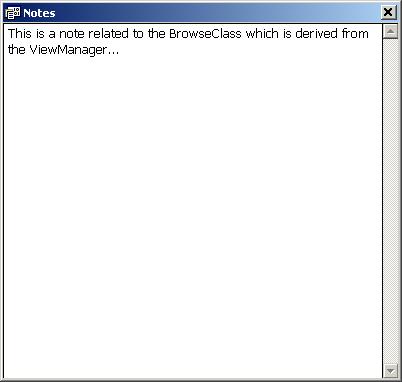 Notes
This is a note related to the BrowseClass which is derived from
the ViewManager...